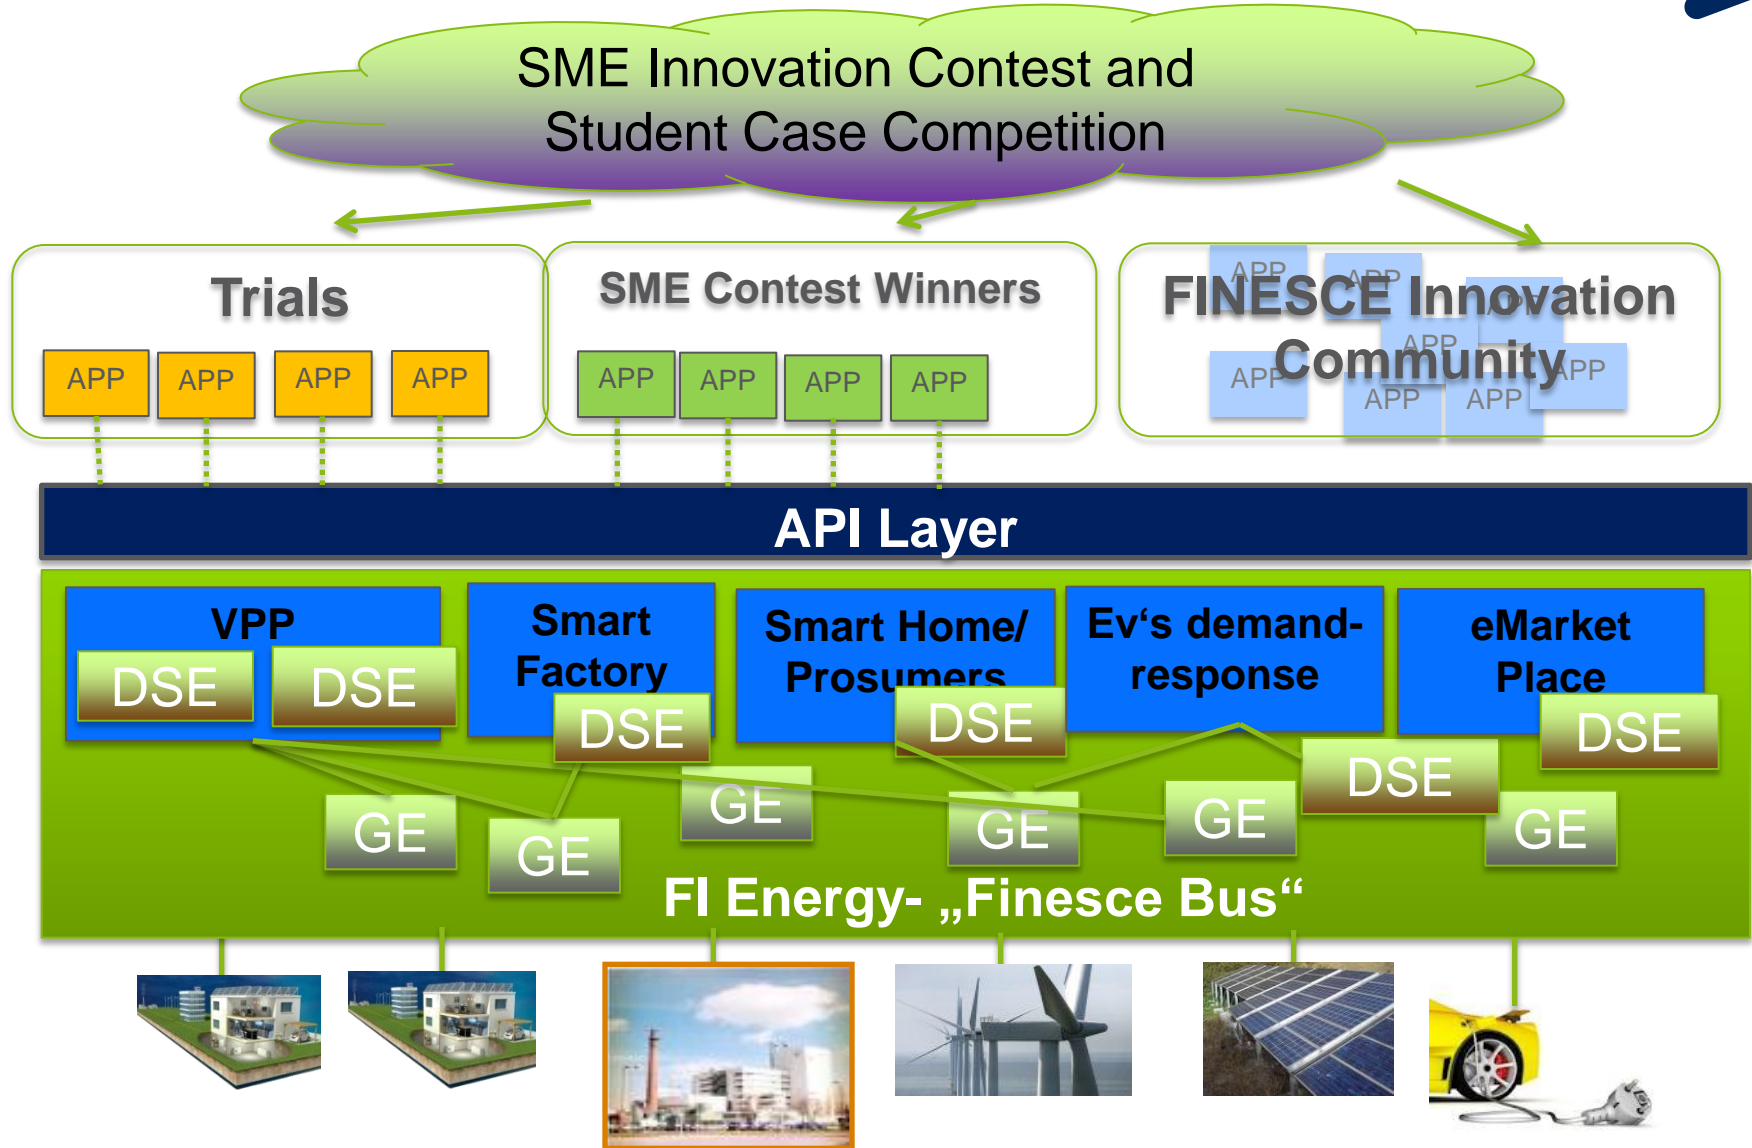 SME Innovation Contest and
Student Case Competition
Trials
APP
APP
APP
APP
SME Contest Winners
APP
APP
APP
APP
FINESCE Innovation
Community
APP
APP
APP
APP
APP
APP
APP
APP
API Layer
VPP
DSE
DSE
Smart
Factory
DSE
Smart Home/
Prosumers
DSE
Ev‘s demand-
response
DSE
eMarket
Place
DSE
GE
GE
GE
GE
GE
GE
FI Energy- „Finesce Bus“